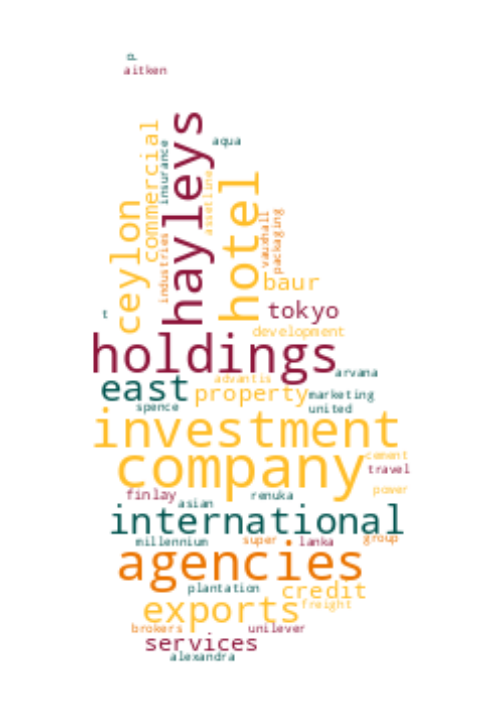 p
aitken
hayleys
commercial
insurance
aqua
assetline
hotel
ceylon
industries
vauxhall
packaging
baur
t
tokyo
development
holdings
arvana
east
advantis
property
marketing
spence
united
investment
company
cement
travel
power
finlay
asian
renuka
international
millennium
super
lanka
group
agencies
plantation
credit
exports
freight
brokers
unilever
services
alexandra